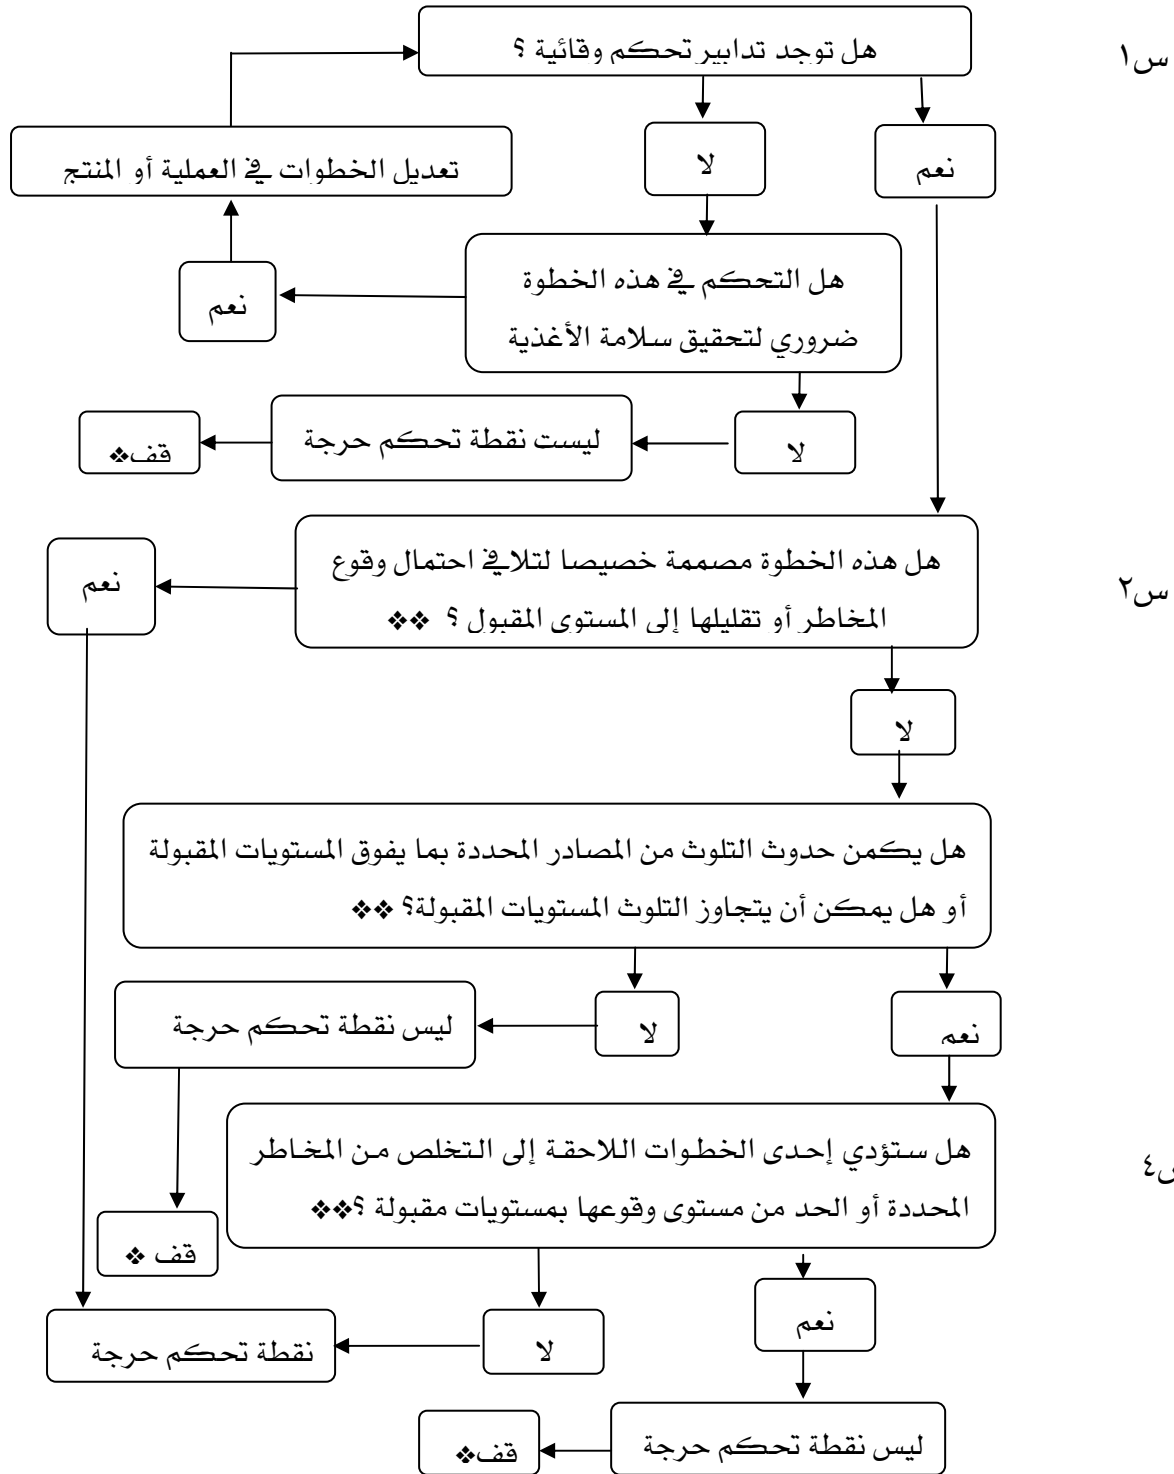 س١
هل توجد تدابير تحكم وقائية ؟
نعم
لا
تعديل الخطوات في العملية أو المنتج
هل التحكم في هذه الخطوة
ضروري لتحقيق سلامة الأغذية
نعم
لا
ليست نقطة تحكم حرجة
قف❖
س٢
هل هذه الخطوة مصممة خصيصا لتلافي احتمال وقوع
المخاطر أو تقليلها إلى المستوى المقبول ؟ ❖❖
نعم
لا
هل يكمن حدوث التلوث من المصادر المحددة بما يفوق المستويات المقبولة
أو هل يمكن أن يتجاوز التلوث المستويات المقبولة؟ ❖❖
نعم
لا
ليس نقطة تحكم حرجة
قف ❖
س٤
هل ستؤدي إحدى الخطوات اللاحقة إلى التخلص من المخاطر
المحددة أو الحد من مستوى وقوعها بمستويات مقبولة ؟❖❖
نعم
لا
نقطة تحكم حرجة
ليس نقطة تحكم حرجة
قف❖